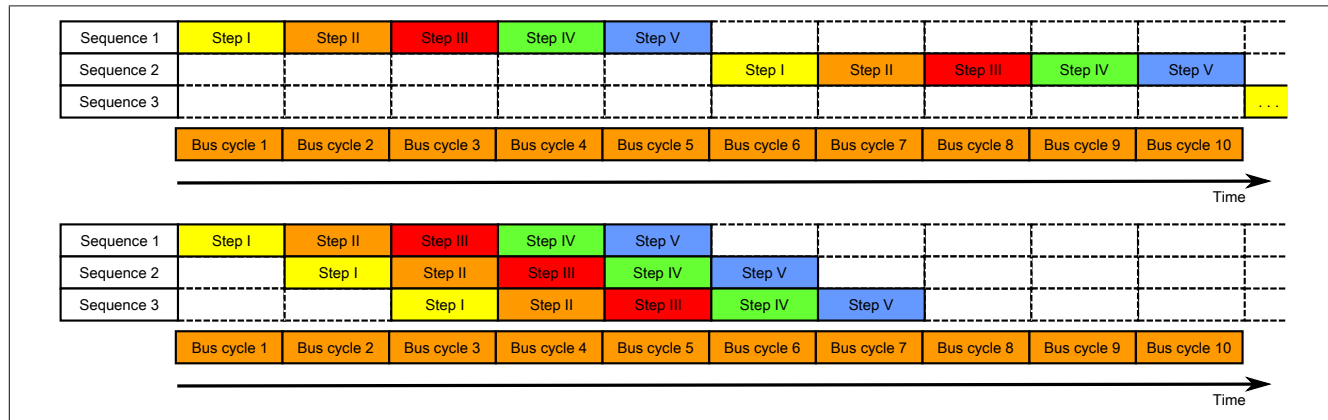 Sequence 1 Step I Step II Step III Step IV Step V
Sequence 2 Step I Step II Step III Step IV Step V
Sequence 3 . . .
Bus cycle 1 Bus cycle 2 Bus cycle 3 Bus cycle 4 Bus cycle 5 Bus cycle 6 Bus cycle 7 Bus cycle 8 Bus cycle 9 Bus cycle 10
Time
Sequence 1 Step I Step II Step III Step IV Step V
Sequence 2 Step I Step II Step III Step IV Step V
Sequence 3 Step I Step II Step III Step IV Step V
Bus cycle 1 Bus cycle 2 Bus cycle 3 Bus cycle 4 Bus cycle 5 Bus cycle 6 Bus cycle 7 Bus cycle 8 Bus cycle 9 Bus cycle 10
Time